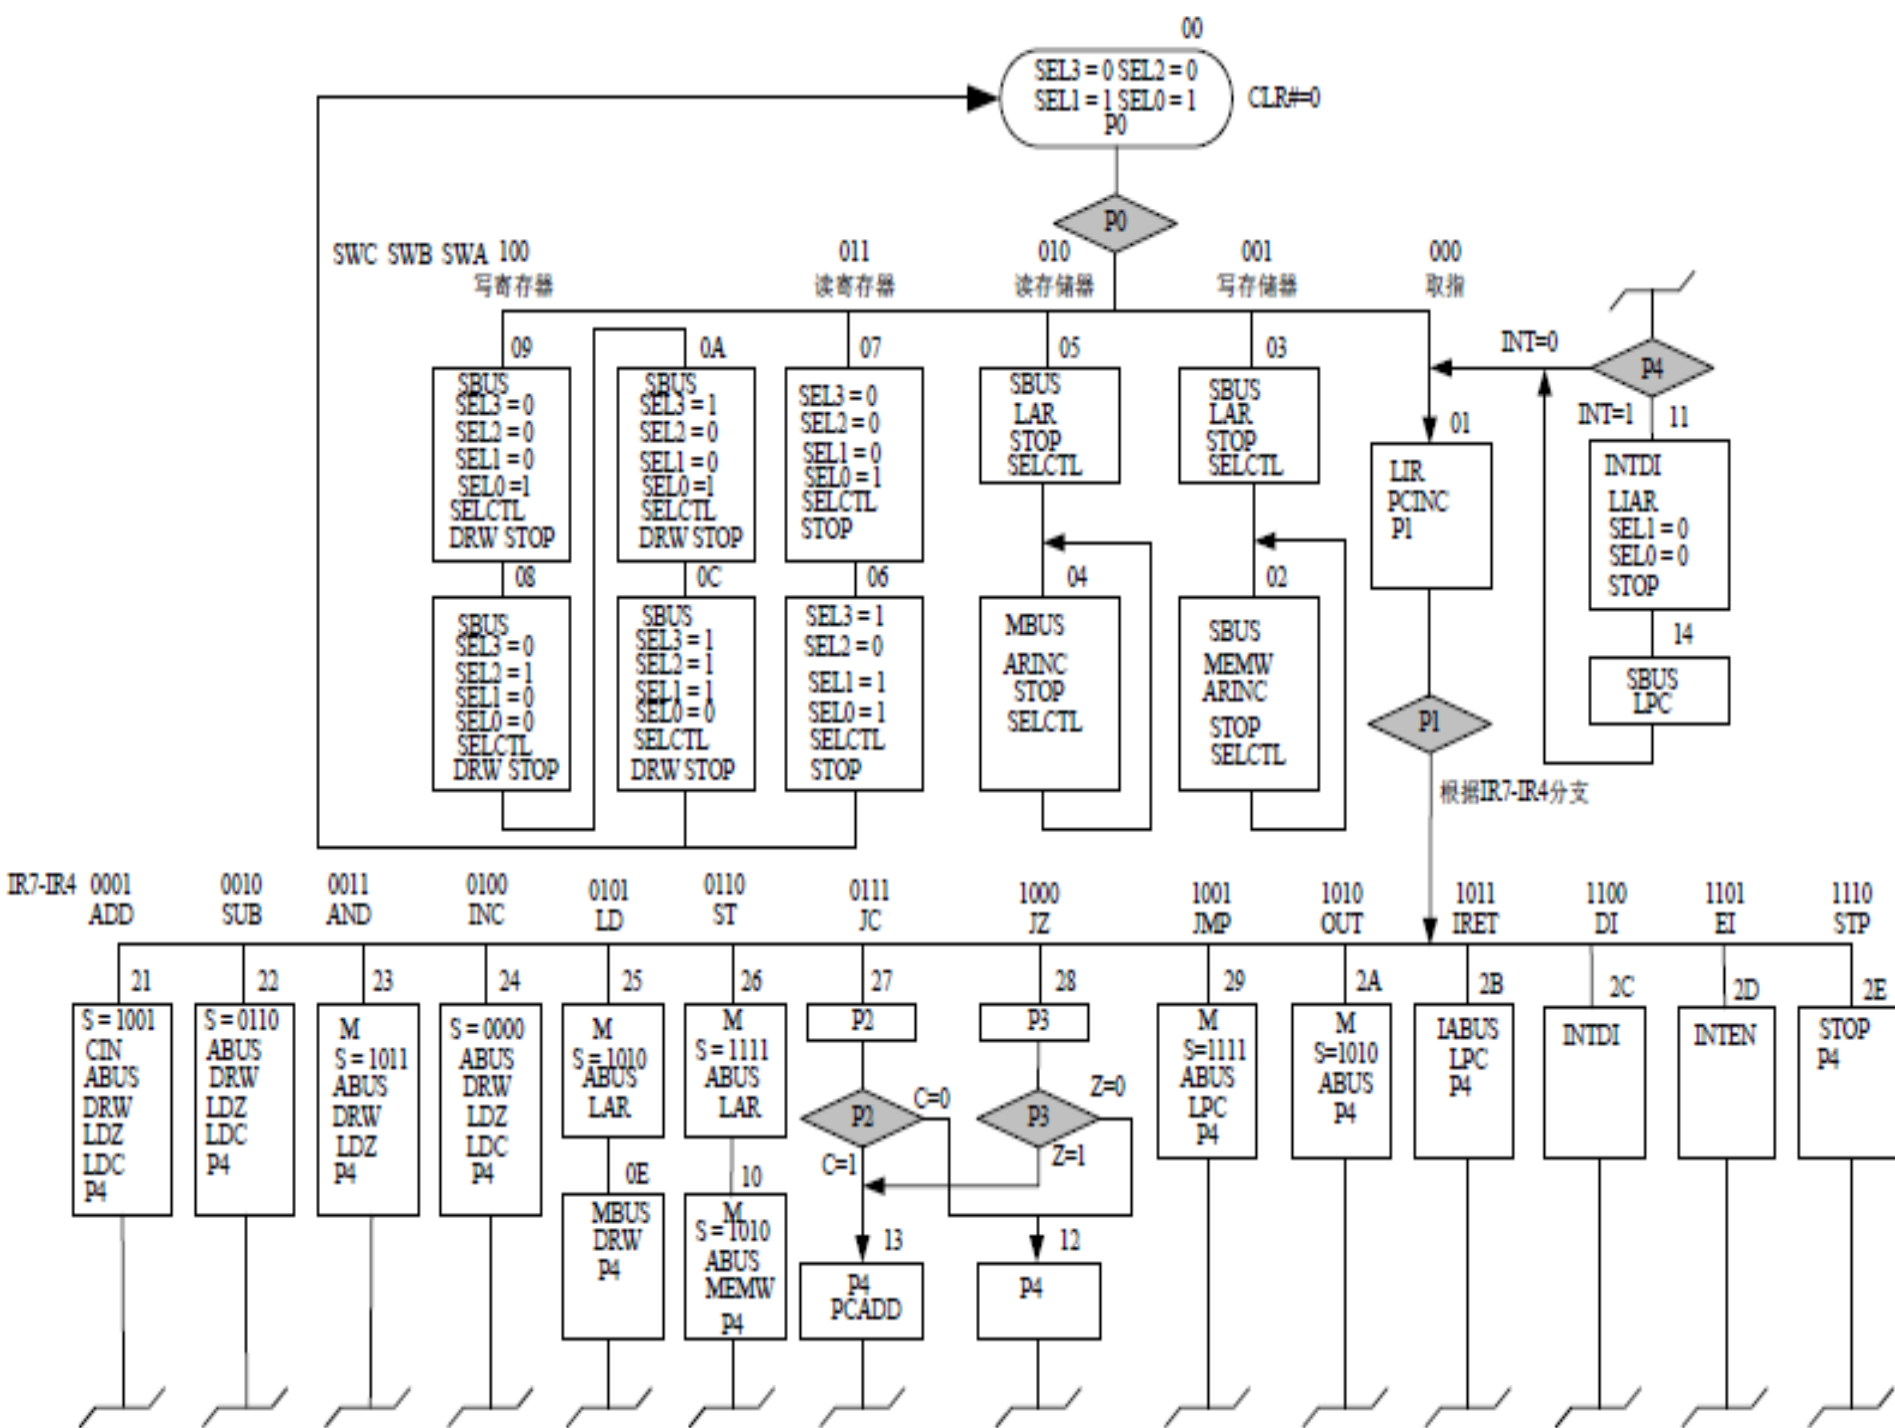 00
SEL3 = 0 SEL2 = 0
SEL1 = 1 SEL0 = 1
P0
CLR#=0
P0
SWC SWB SWA 100
写寄存器
011
读寄存器
010
读存储器
001
写存储器
000
取指
09
SBUS
SEL3 = 0
SEL2 = 0
SEL1 = 0
SEL0 =1
SELCTL
DRW STOP
08
SBUS
SEL3 = 0
SEL2 = 1
SEL1 = 0
SEL0 = 0
SELCTL
DRW STOP
0A
SBUS
SEL3 = 1
SEL2 = 0
SEL1 = 0
SEL0 =1
SELCTL
DRW STOP
0C
SBUS
SEL3 = 1
SEL2 = 1
SEL1 = 1
SEL0 = 0
SELCTL
DRW STOP
07
SEL3 = 0
SEL2 = 0
SEL1 = 0
SEL0 = 1
SELCTL
STOP
06
SEL3 = 1
SEL2 = 0
SEL1 = 1
SEL0 = 1
SELCTL
STOP
05
SBUS
LAR
STOP
SELCTL
04
MBUS
ARINC
STOP
SELCTL
03
SBUS
LAR
STOP
SELCTL
02
SBUS
MEMW
ARINC
STOP
SELCTL
01
LIR
PCINC
P1
P1
根据IR7-IR4分支
INT=0
P4
INT=1
11
INTDI
LIAR
SEL1 = 0
SEL0 = 0
STOP
14
SBUS
LPC
IR7-IR4 0001
ADD
0010
SUB
0011
AND
0100
INC
0101
LD
0110
ST
0111
JC
1000
JZ
1001
JMP
1010
OUT
1011
IRET
1100
DI
1101
EI
1110
STP
21
S = 1001
CIN
ABUS
DRW
LDZ
LDC
P4
22
S = 0110
ABUS
DRW
LDZ
LDC
P4
23
M
S = 1011
ABUS
DRW
LDZ
P4
24
S = 0000
ABUS
DRW
LDZ
LDC
P4
25
M
S = 1010
ABUS
LAR
0E
MBUS
DRW
P4
26
M
S = 1111
ABUS
LAR
10
M
S = 1010
ABUS
MEMW
P4
27
P2
P2
C=0
C=1
13
P4
PCADD
28
P3
P3
Z=0
Z=1
12
P4
29
M
S=1111
ABUS
LPC
P4
2A
M
S=1010
ABUS
P4
2B
IABUS
LPC
P4
2C
INTDI
2D
INTEN
2E
STOP
P4